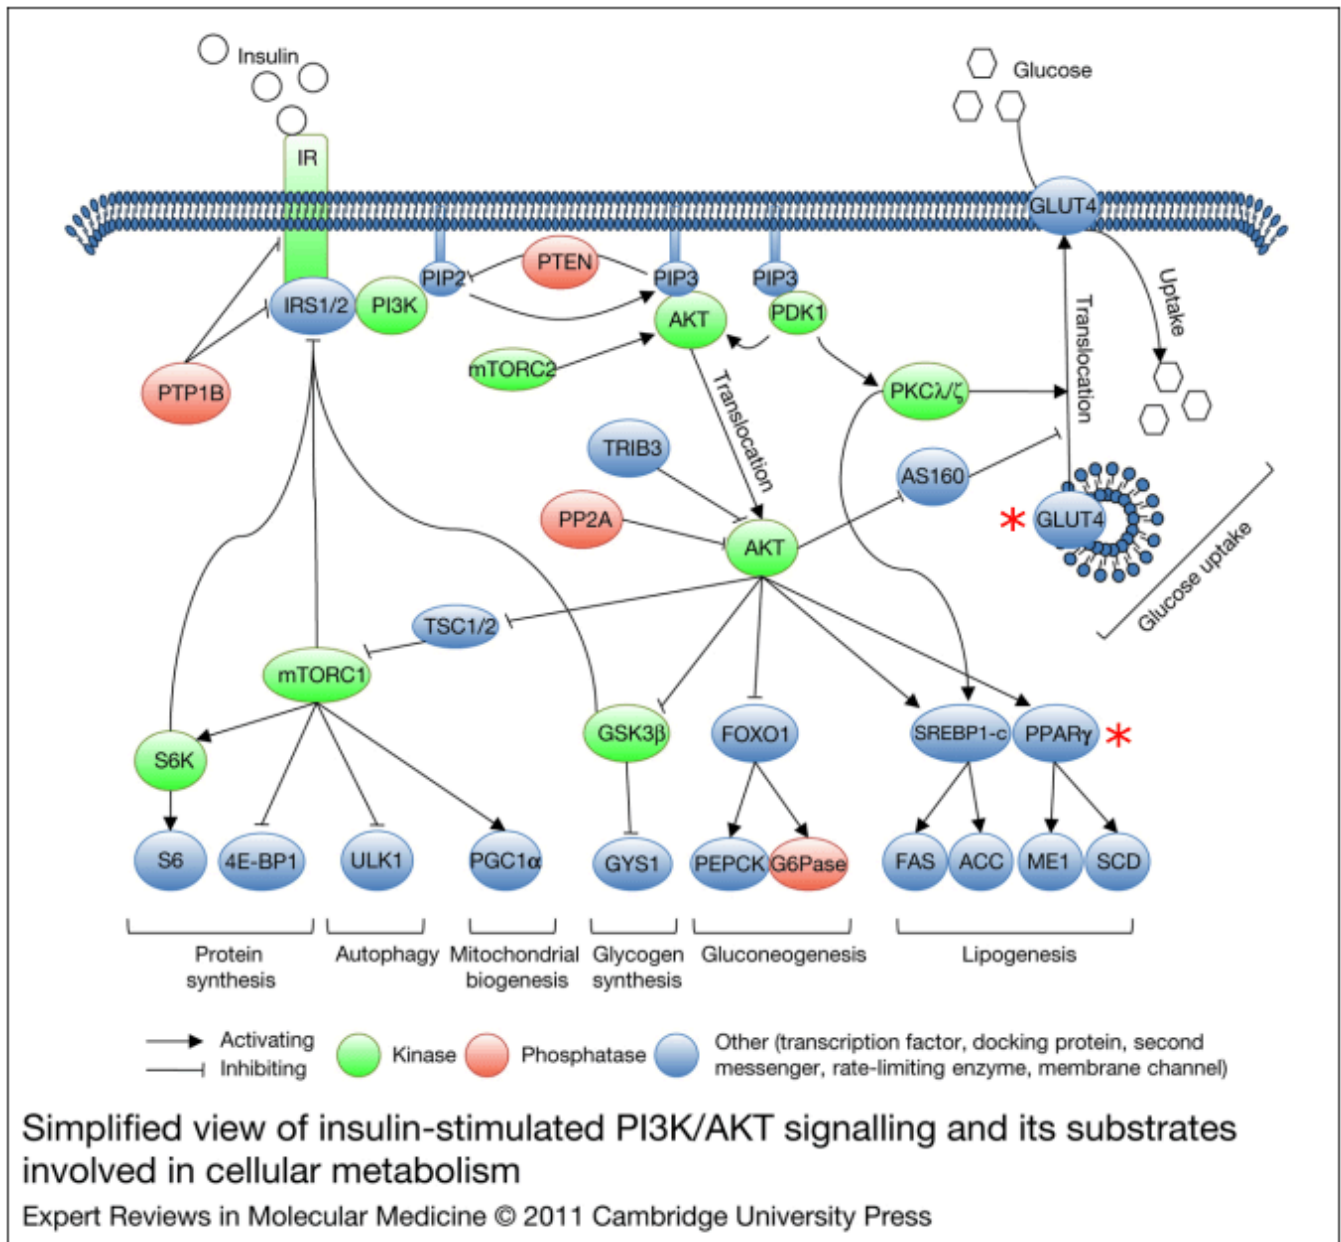 Insulin
Glucose
IR
GLUT4
PTEN
PIP2
PIP3
PIP3
IRS1/2
PI3K
AKT
PDK1
Uptake
Translocation
mTORC2
PTP1B
PKCλ/ζ
Translocation
TRIB3
AS160
PP2A
GLUT4
*
AKT
Glucose uptake
TSC1/2
mTORC1
GSK3β
FOXO1
SREBP1-c
PPARγ
*
S6K
S6
4E-BP1
ULK1
PGC1α
GYS1
PEPCK
G6Pase
FAS
ACC
ME1
SCD
Protein
synthesis
Autophagy
Mitochondrial
biogenesis
Glycogen
synthesis
Gluconeogenesis
Lipogenesis
Activating
Inhibiting
Kinase
Phosphatase
Other (transcription factor, docking protein, second
messenger, rate-limiting enzyme, membrane channel)
Simplified view of insulin-stimulated PI3K/AKT signalling and its substrates
involved in cellular metabolism
Expert Reviews in Molecular Medicine © 2011 Cambridge University Press